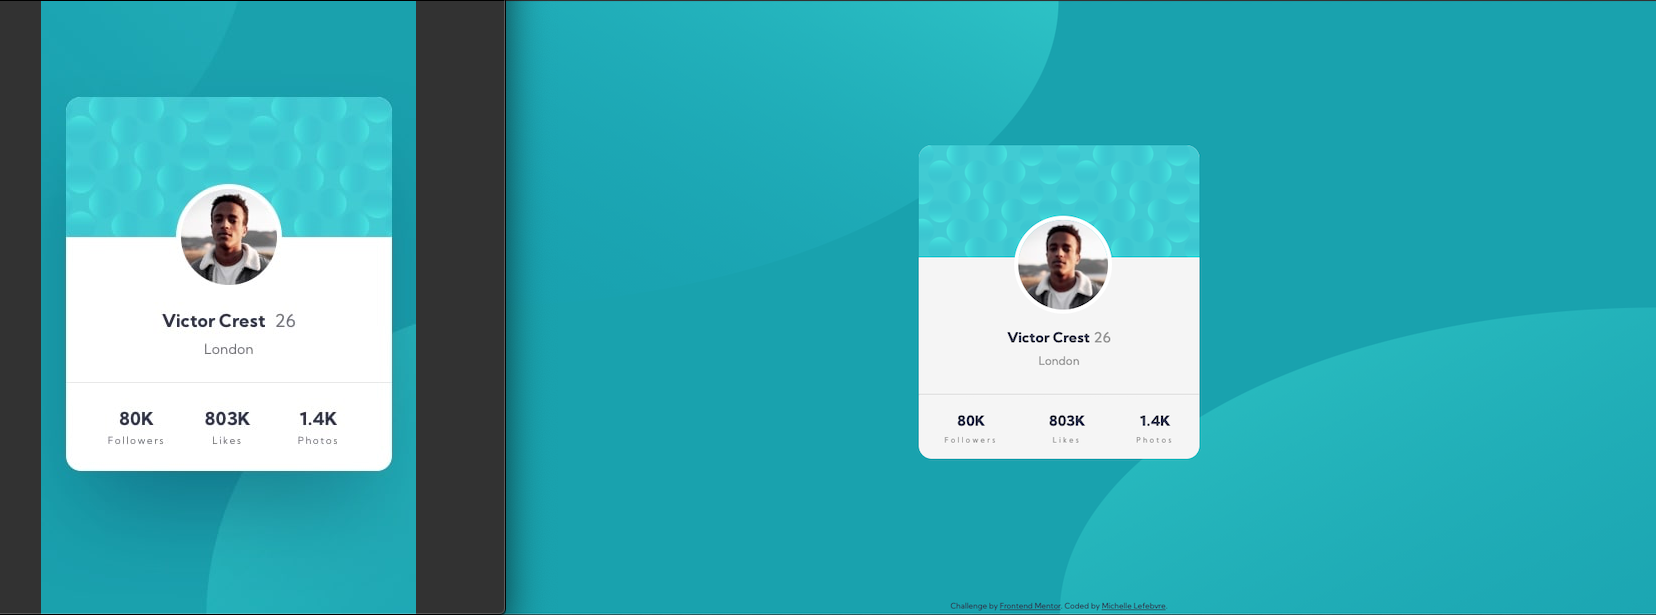 Victor Crest 26
London
80K 803K 1.4K
Followers Likes Photos
Victor Crest 26
London
80K 803K 1.4K
Followers Likes Photos
Challenge by Frontend Mentor. Coded by Michelle Lefebvre.